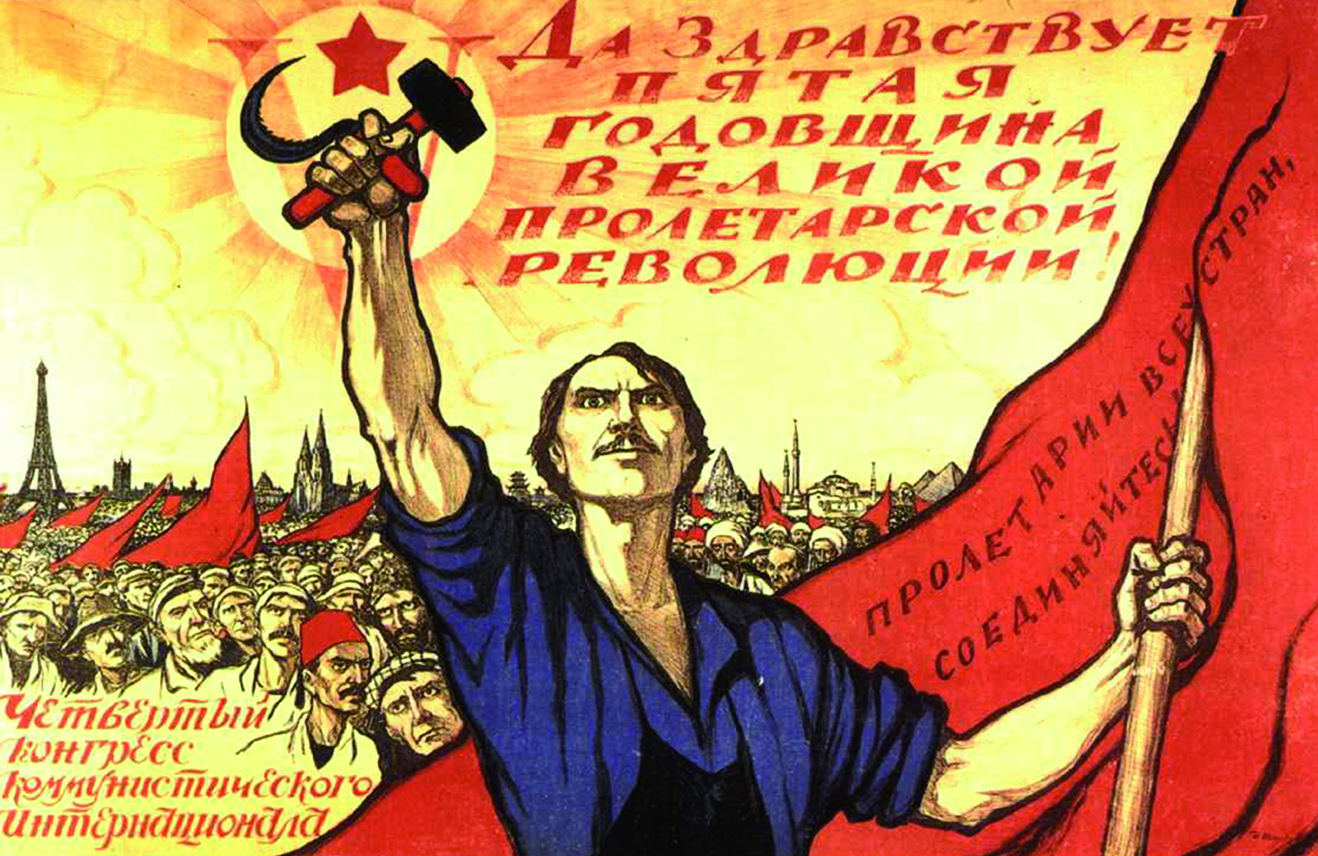 Да Здравствует
пятая
годовщина
великой
пролетарской
революции!
ПРОЛЕТАРИИ ВСЕХ СТРАН,
СОЕДИНЯЙТЕСЬ!
Четвертый
конгресс
коммунистического
интернационала